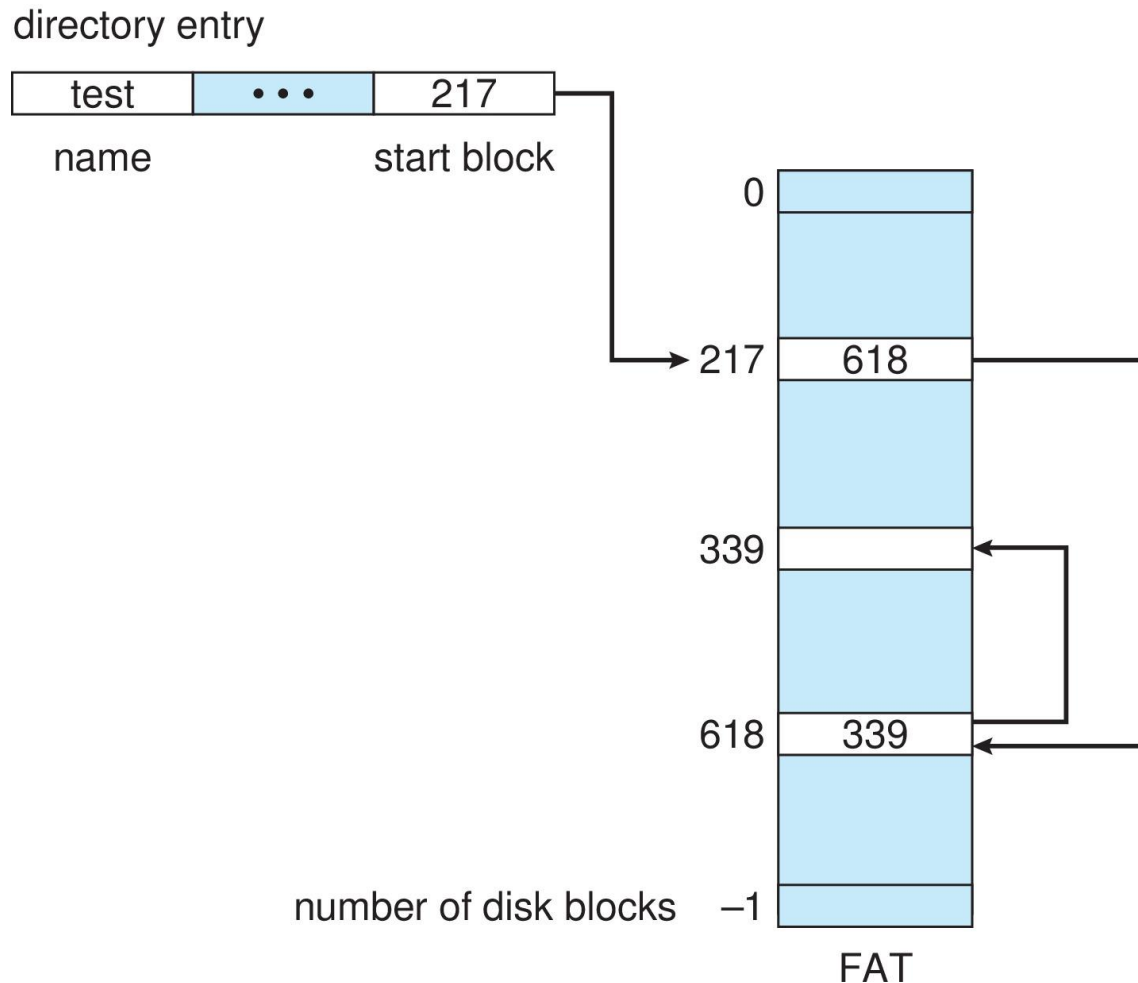 directory entry
test ••• 217
name start block
0
217 618
339
618 339
number of disk blocks –1
FAT